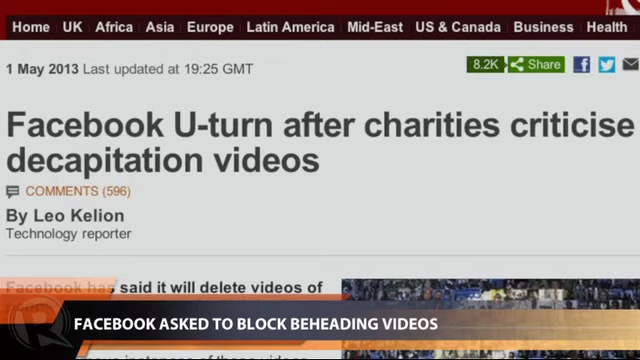 Home UK Africa Asia Europe Latin America Mid-East US & Canada Business Health
1 May 2013 Last updated at 19:25 GMT
8.2K Share
Facebook U-turn after charities criticise
decapitation videos
COMMENTS (596)
By Leo Kelion
Technology reporter
Facebook has said it will delete videos of
FACEBOOK ASKED TO BLOCK BEHEADING VIDEOS